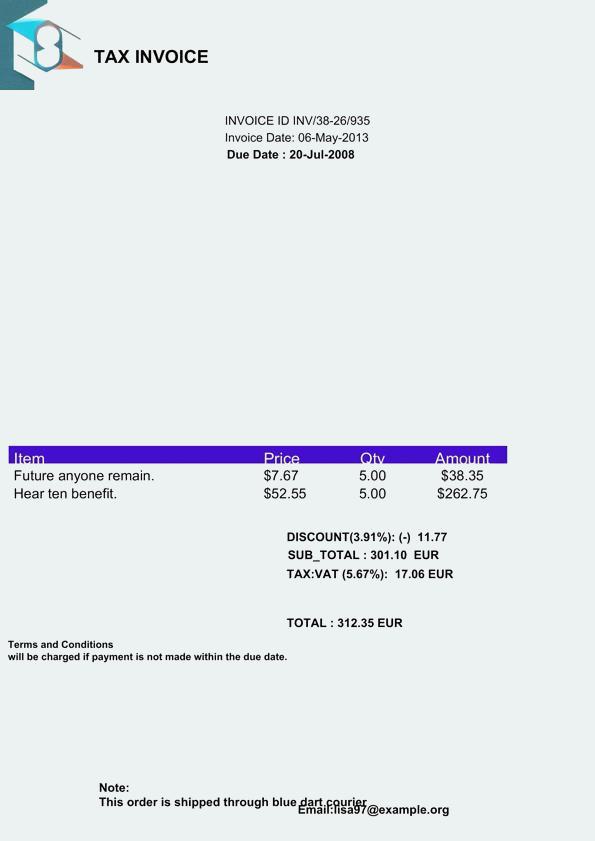 TAX INVOICE
INVOICE ID INV/38-26/935
Invoice Date: 06-May-2013
Due Date : 20-Jul-2008
Item Price Qty Amount
Future anyone remain. $7.67 5.00 $38.35
Hear ten benefit. $52.55 5.00 $262.75
DISCOUNT(3.91%): (-) 11.77
SUB_TOTAL : 301.10 EUR
TAX:VAT (5.67%): 17.06 EUR
TOTAL : 312.35 EUR
Terms and Conditions
will be charged if payment is not made within the due date.
Note:
This order is shipped through blue dart courier
Email:lisa97@example.org